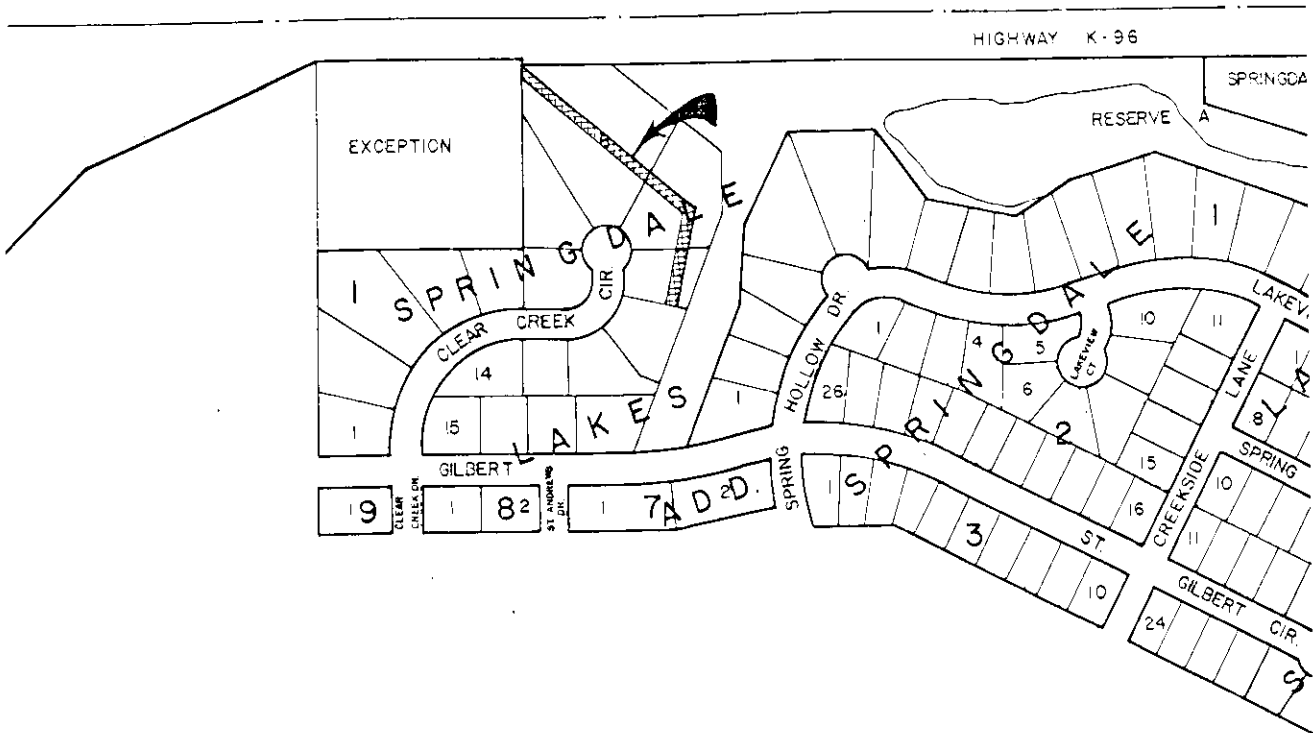 HIGHWAY K-96
SPRINGDA
RESERVE A
EXCEPTION
SPRINGDALE
1
1
SPRINGDALE
CLEAR CREEK CIR.
LAKEV
HOLLOW DR.
1
4
5
10
11
LAKEVIEW
CT
LANE
14
6
26
1
8
L
1
1
15
LAKES
2
SPRING
GILBERT
15
10
CREEKSIDE
SPRING
1
16
1 9
CLEAR
CREEK DR.
1
8 2
ST ANDREWS
DR.
1
7
2
ADD.
3
ST.
11
10
GILBERT CIR.
24
S